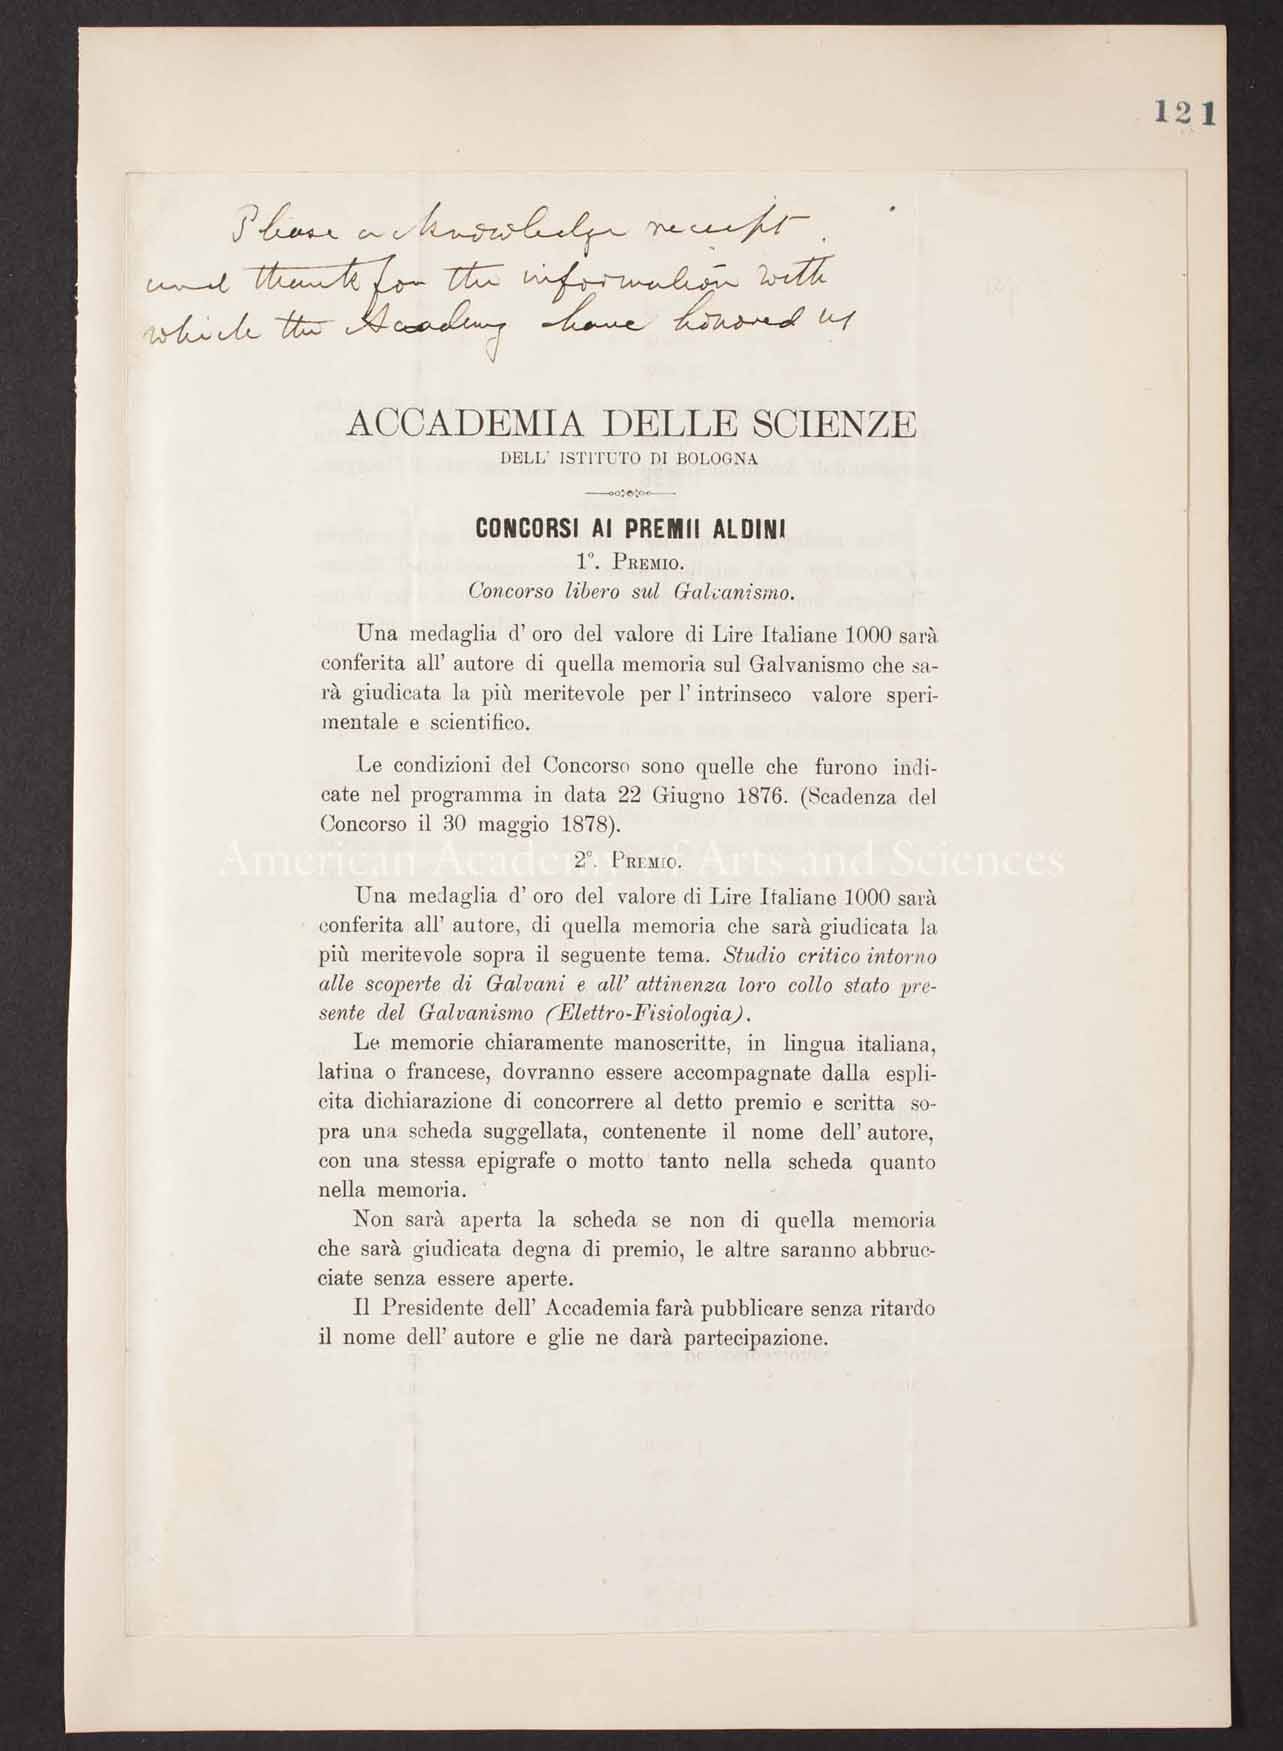 121
Please acknowledge receipt
and thank for the information with
which the Academy have honored us
ACCADEMIA DELLE SCIENZE
DELL' ISTITUTO DI BOLOGNA
CONCORSI AI PREMII ALDINI
1°. PREMIO.
Concorso libero sul Galvanismo.
Una medaglia d' oro del valore di Lire Italiane 1000 sarà
conferita all' autore di quella memoria sul Galvanismo che sa-
rà giudicata la più meritevole per l' intrinseco valore speri-
mentale e scientifico.
Le condizioni del Concorso sono quelle che furono indi-
cate nel programma in data 22 Giugno 1876. (Scadenza del
Concorso il 30 maggio 1878).
American Academy of Arts and Sciences
2°. PREMIO.
Una medaglia d' oro del valore di Lire Italiane 1000 sarà
conferita all' autore, di quella memoria che sarà giudicata la
più meritevole sopra il seguente tema. Studio critico intorno
alle scoperte di Galvani e all' attinenza loro collo stato pre-
sente del Galvanismo (Elettro-Fisiologia).
Le memorie chiaramente manoscritte, in lingua italiana,
latina o francese, dovranno essere accompagnate dalla espli-
cita dichiarazione di concorrere al detto premio e scritta so-
pra una scheda suggellata, contenente il nome dell' autore,
con una stessa epigrafe o motto tanto nella scheda quanto
nella memoria.
Non sarà aperta la scheda se non di quella memoria
che sarà giudicata degna di premio, le altre saranno abbruc-
ciate senza essere aperte.
Il Presidente dell' Accademia farà pubblicare senza ritardo
il nome dell' autore e glie ne darà partecipazione.